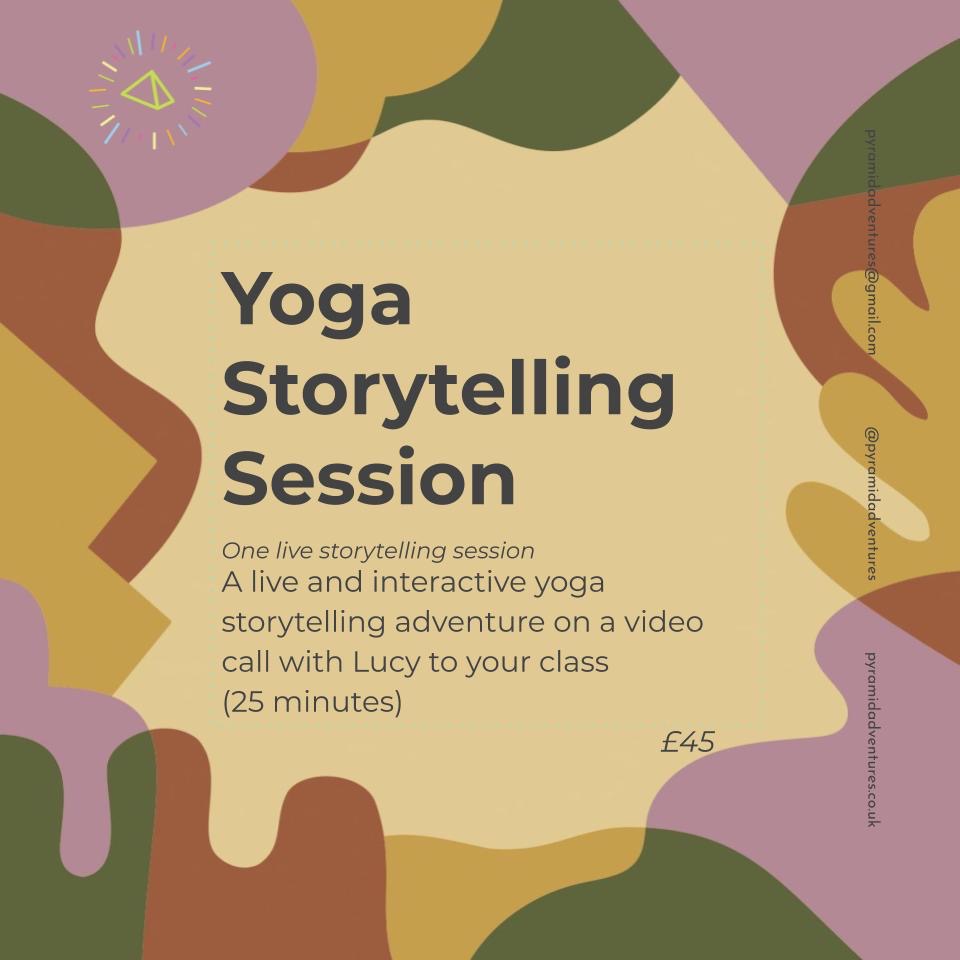 Yoga
Storytelling
Session
One live storytelling session
A live and interactive yoga
storytelling adventure on a video
call with Lucy to your class
(25 minutes)
£45
pyramidadventures@gmail.com
@pyramidadventures
pyramidadventures.co.uk